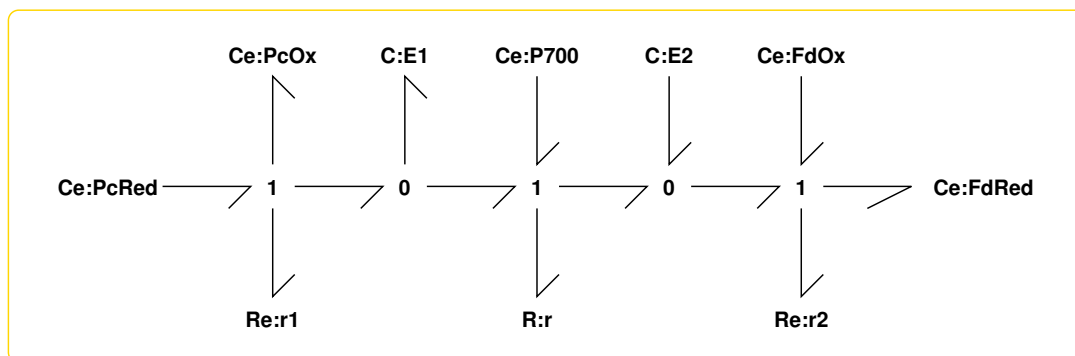 Ce:PcOx C:E1 Ce:P700 C:E2 Ce:FdOx
Ce:PcRed 1 0 1 0 1 Ce:FdRed
Re:r1 R:r Re:r2